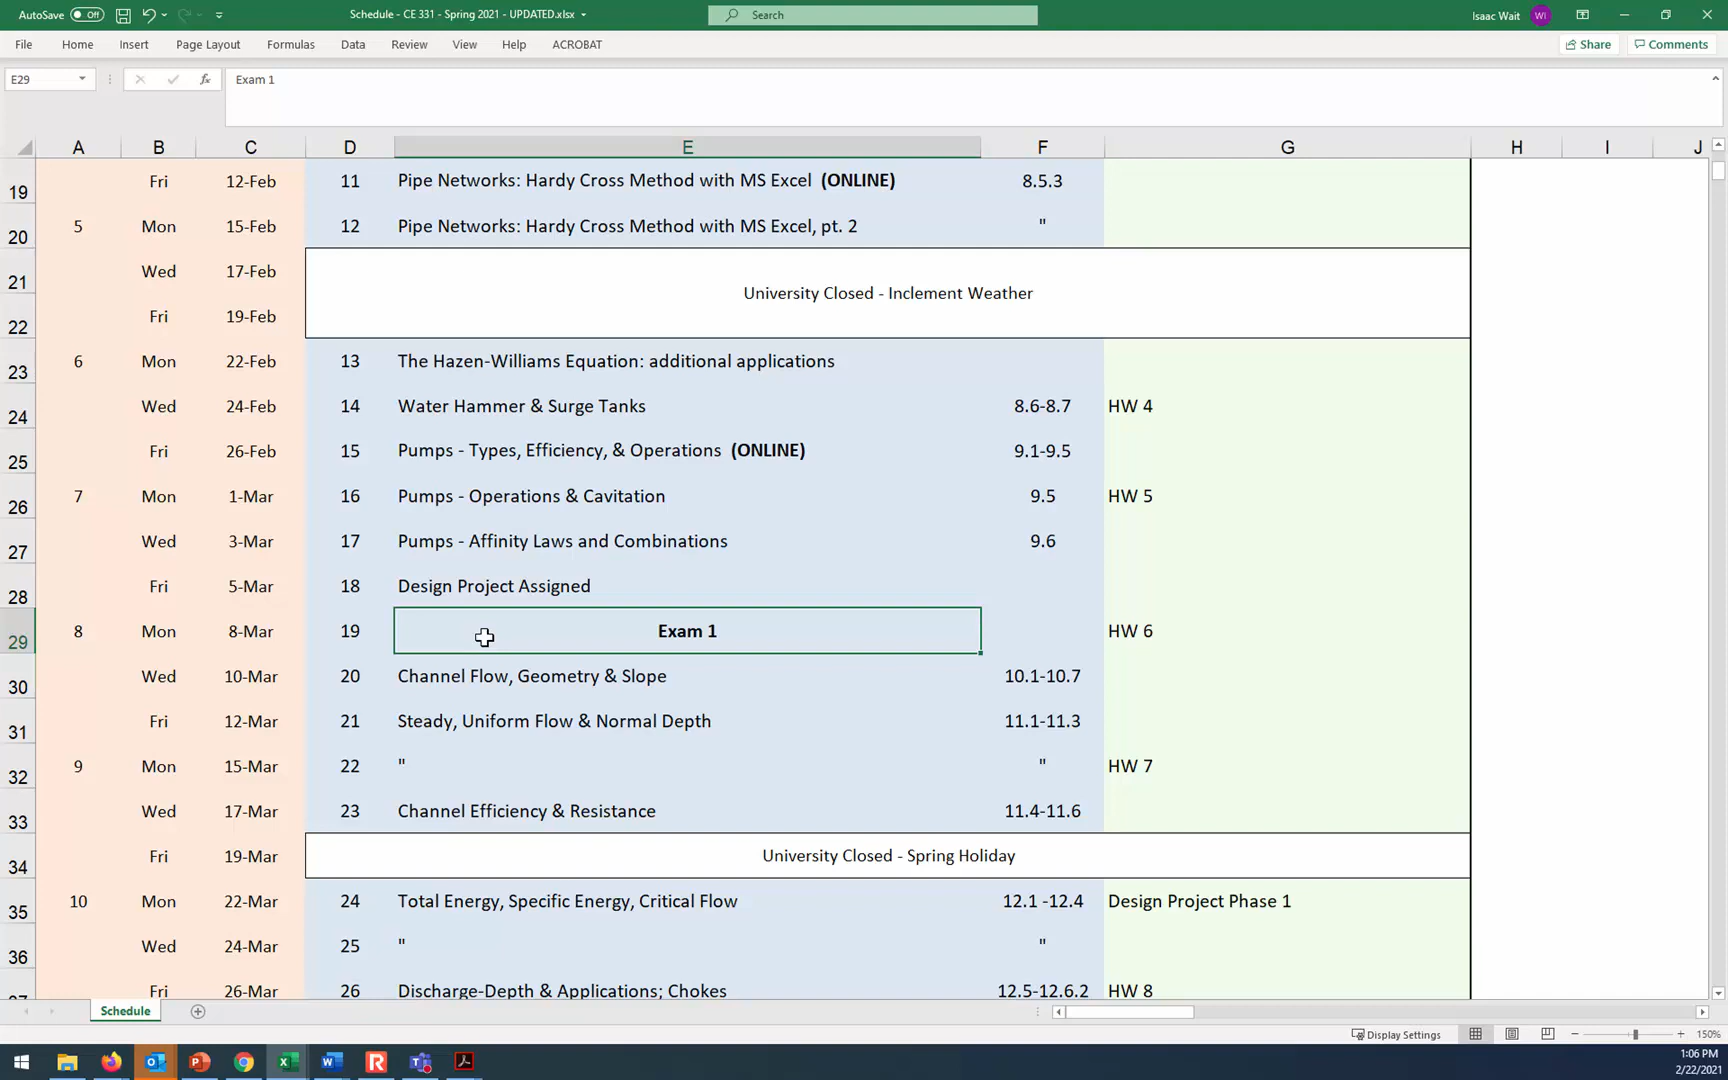 AutoSave Off Schedule - CE 331 - Spring 2021 - UPDATED.xlsx Search Isaac Wait WI
File Home Insert Page Layout Formulas Data Review View Help ACROBAT Share Comments
E29 fx Exam 1
A B C D E F G H I J
19 Fri 12-Feb 11 Pipe Networks: Hardy Cross Method with MS Excel (ONLINE) 8.5.3
20 5 Mon 15-Feb 12 Pipe Networks: Hardy Cross Method with MS Excel, pt. 2 "
21 Wed 17-Feb
University Closed - Inclement Weather
22 Fri 19-Feb
23 6 Mon 22-Feb 13 The Hazen-Williams Equation: additional applications
24 Wed 24-Feb 14 Water Hammer & Surge Tanks 8.6-8.7 HW 4
25 Fri 26-Feb 15 Pumps - Types, Efficiency, & Operations (ONLINE) 9.1-9.5
26 7 Mon 1-Mar 16 Pumps - Operations & Cavitation 9.5 HW 5
27 Wed 3-Mar 17 Pumps - Affinity Laws and Combinations 9.6
28 Fri 5-Mar 18 Design Project Assigned
29 8 Mon 8-Mar 19 Exam 1 HW 6
30 Wed 10-Mar 20 Channel Flow, Geometry & Slope 10.1-10.7
31 Fri 12-Mar 21 Steady, Uniform Flow & Normal Depth 11.1-11.3
32 9 Mon 15-Mar 22 " " HW 7
33 Wed 17-Mar 23 Channel Efficiency & Resistance 11.4-11.6
34 Fri 19-Mar University Closed - Spring Holiday
35 10 Mon 22-Mar 24 Total Energy, Specific Energy, Critical Flow 12.1 -12.4 Design Project Phase 1
36 Wed 24-Mar 25 " "
Fri 26-Mar 26 Discharge-Depth & Applications; Chokes 12.5-12.6.2 HW 8
Schedule
Display Settings 150%
1:06 PM
2/22/2021